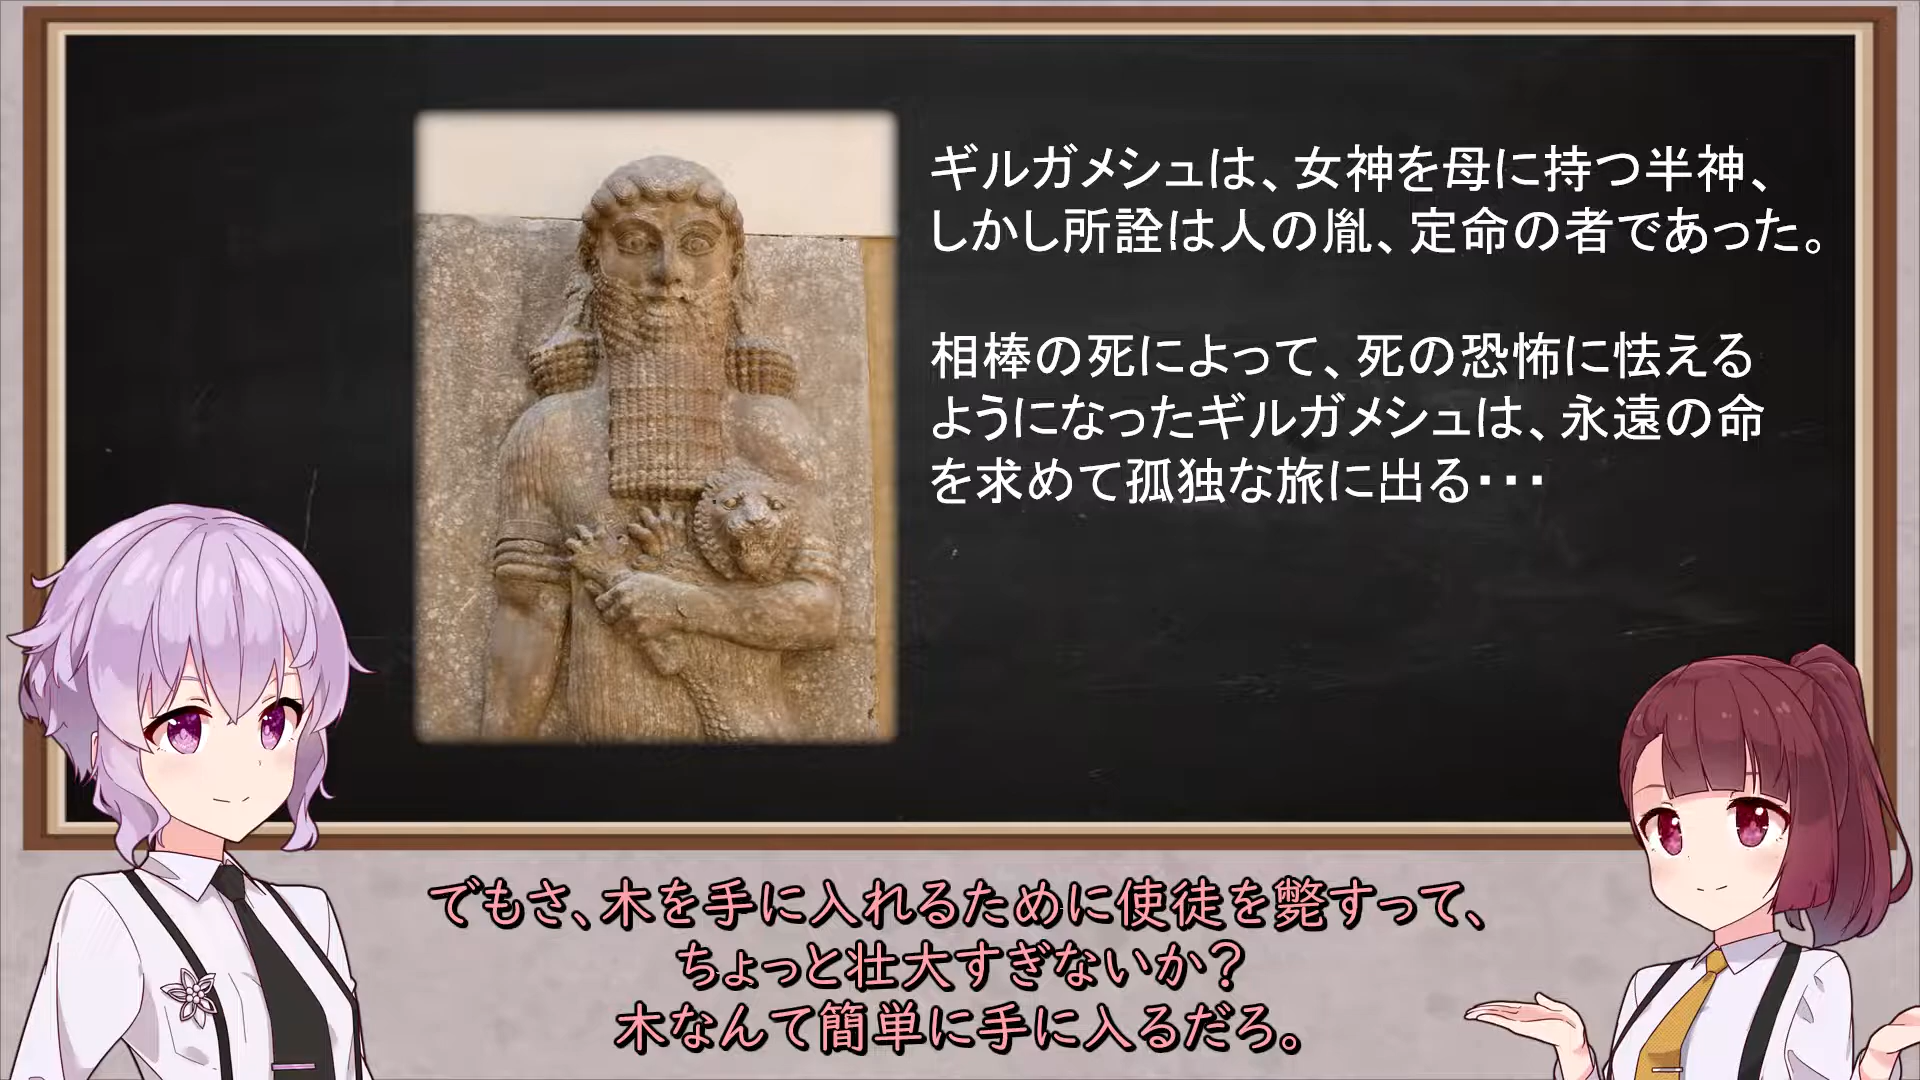 ギルガメシュは、女神を母に持つ半神、
しかし所詮は人の胤、定命の者であった。
相棒の死によって、死の恐怖に怯える
ようになったギルガメシュは、永遠の命
を求めて孤独な旅に出る・・・
でもさ、木を手に入れるために使徒を斃すって、
ちょっと壮大すぎないか？
木なんて簡単に手に入るだろ。